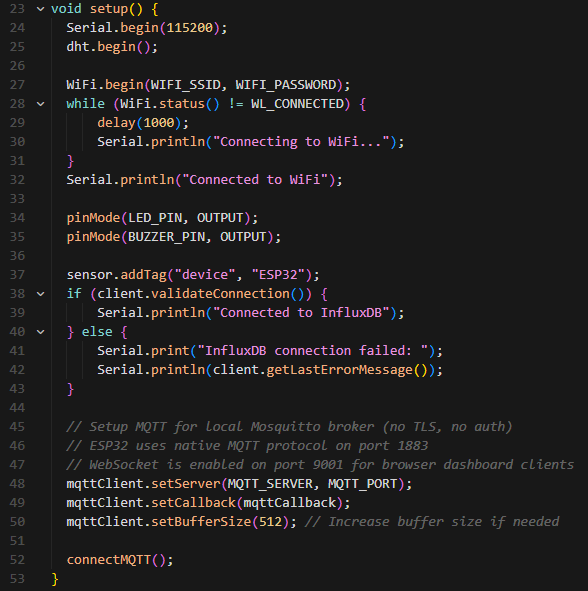 23 void setup() {
24 Serial.begin(115200);
25 dht.begin();
26
27 WiFi.begin(WIFI_SSID, WIFI_PASSWORD);
28 while (WiFi.status() != WL_CONNECTED) {
29 delay(1000);
30 Serial.println("Connecting to WiFi...");
31 }
32 Serial.println("Connected to WiFi");
33
34 pinMode(LED_PIN, OUTPUT);
35 pinMode(BUZZER_PIN, OUTPUT);
36
37 sensor.addTag("device", "ESP32");
38 if (client.validateConnection()) {
39 Serial.println("Connected to InfluxDB");
40 } else {
41 Serial.print("InfluxDB connection failed: ");
42 Serial.println(client.getLastErrorMessage());
43 }
44
45 // Setup MQTT for local Mosquitto broker (no TLS, no auth)
46 // ESP32 uses native MQTT protocol on port 1883
47 // WebSocket is enabled on port 9001 for browser dashboard clients
48 mqttClient.setServer(MQTT_SERVER, MQTT_PORT);
49 mqttClient.setCallback(mqttCallback);
50 mqttClient.setBufferSize(512); // Increase buffer size if needed
51
52 connectMQTT();
53 }